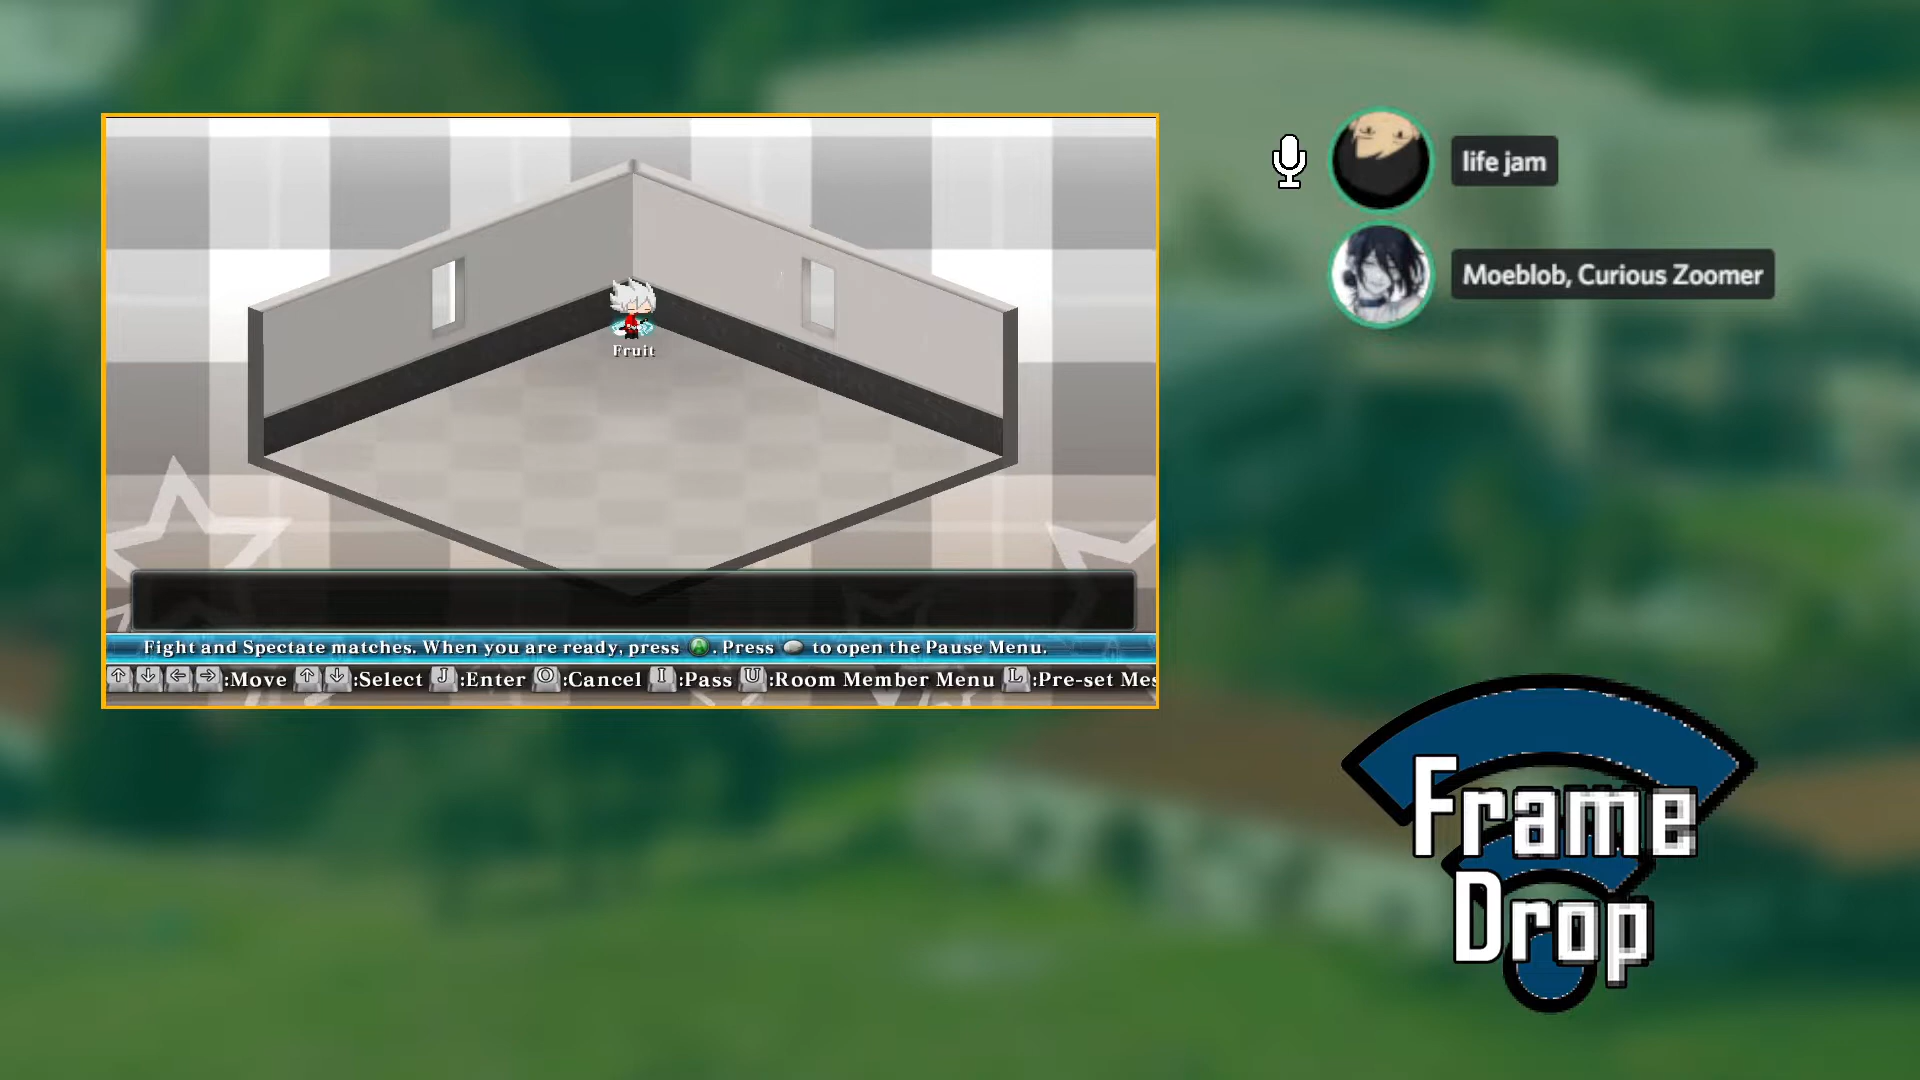 Fruit
Fight and Spectate matches. When you are ready, press A. Press to open the Pause Menu.
↑ ↓ ← →:Move ↑ ↓:Select J:Enter O:Cancel I:Pass U:Room Member Menu L:Pre-set Mes
life jam
Moeblob, Curious Zoomer
Frame
Drop